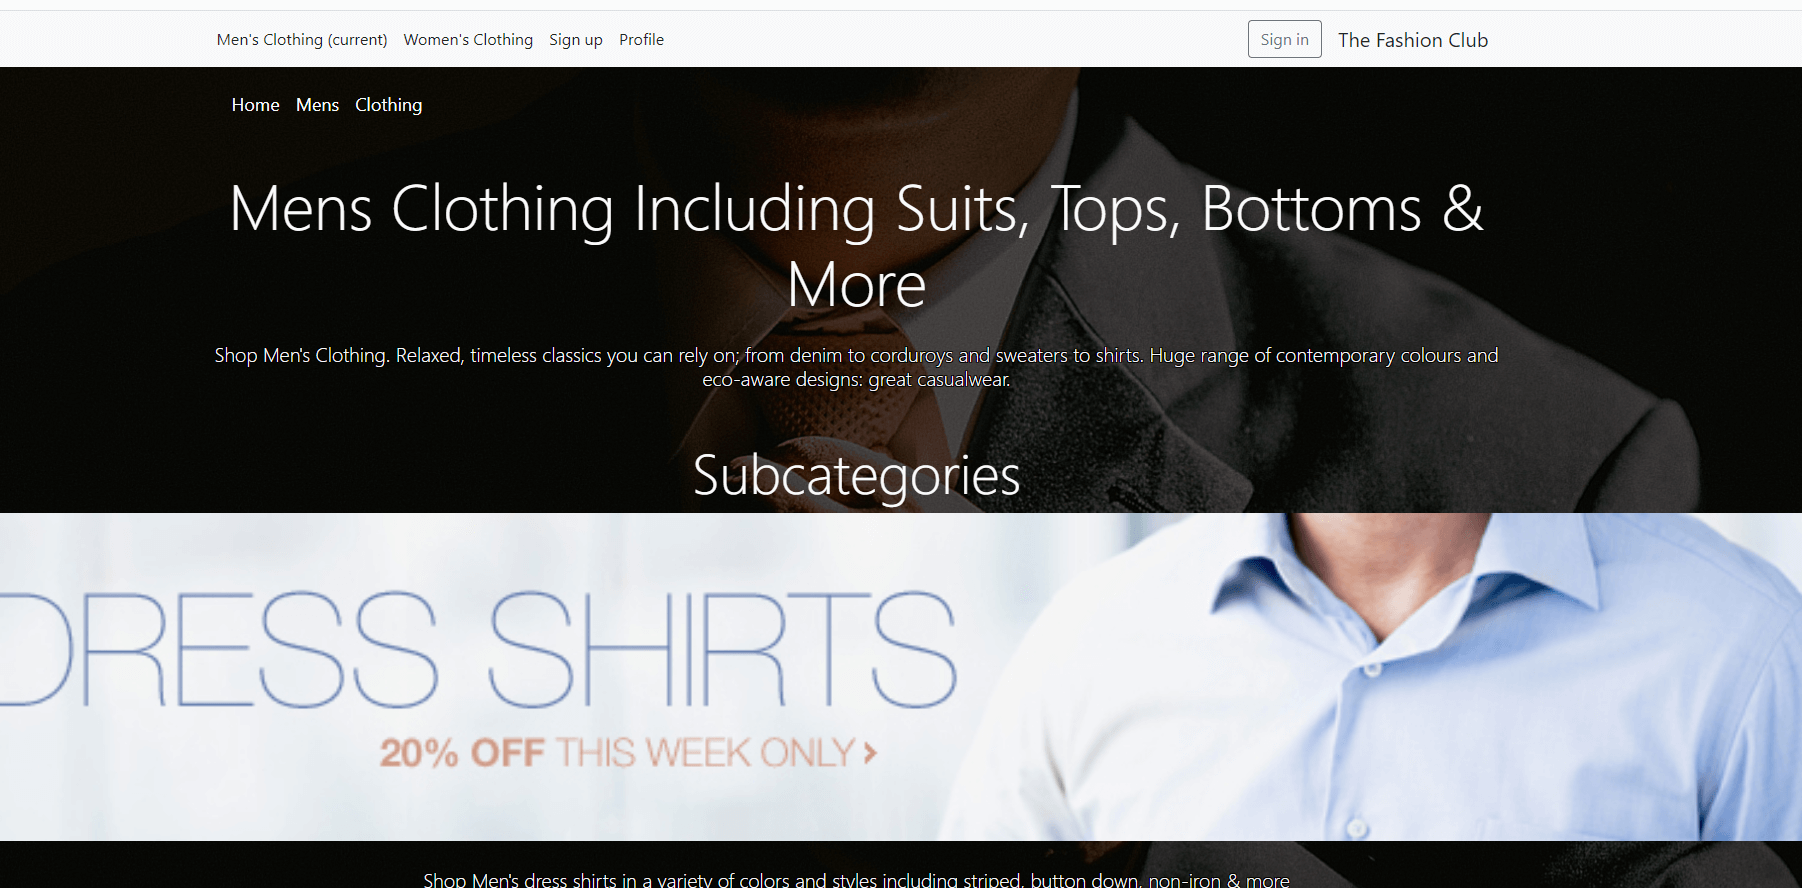 Men's Clothing (current) Women's Clothing Sign up Profile Sign in The Fashion Club
Home Mens Clothing
Mens Clothing Including Suits, Tops, Bottoms &
More
Shop Men's Clothing. Relaxed, timeless classics you can rely on; from denim to corduroys and sweaters to shirts. Huge range of contemporary colours and
eco-aware designs: great casualwear.
Subcategories
DRESS SHIRTS
20% OFF THIS WEEK ONLY >
Shop Men's dress shirts in a variety of colors and styles including striped, button down, non-iron & more